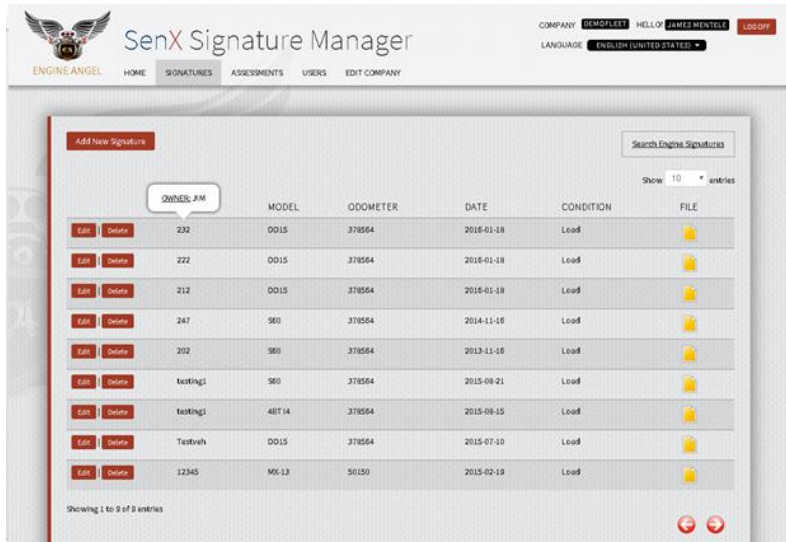 COMPANY DEMOFLEET HELLO! JAMES MENTELE LOG OFF
SenX Signature Manager
LANGUAGE ENGLISH (UNITED STATES)
ENGINE ANGEL
HOME SIGNATURES ASSESSMENTS USERS EDIT COMPANY
Add New Signature
Search Engine Signatures
Show 10 entries
OWNER: JIM
MODEL ODOMETER DATE CONDITION FILE
Edit | Delete 232 DD15 378564 2016-01-18 Load
Edit | Delete 222 DD15 378564 2016-01-18 Load
Edit | Delete 212 DD15 378564 2016-01-18 Load
Edit | Delete 247 S60 378564 2014-11-16 Load
Edit | Delete 202 S60 378564 2013-11-16 Load
Edit | Delete testing1 S60 378564 2015-08-21 Load
Edit | Delete testing1 4BT14 378564 2015-08-15 Load
Edit | Delete Testveh DD15 378564 2015-07-10 Load
Edit | Delete 12345 MX-13 50150 2015-02-19 Load
Showing 1 to 9 of 9 entries